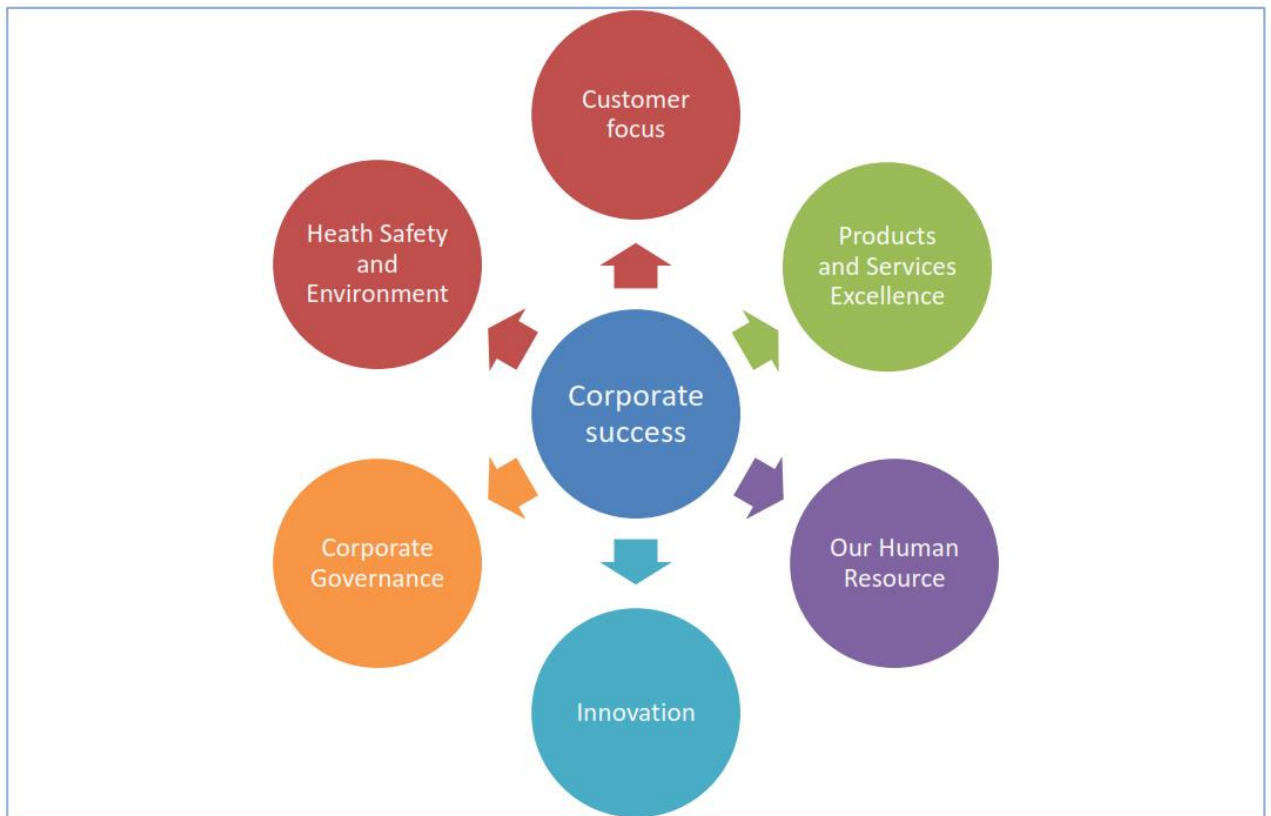 Customer
focus
Products
and Services
Excellence
Our Human
Resource
Innovation
Corporate
Governance
Heath Safety
and
Environment
Corporate
success